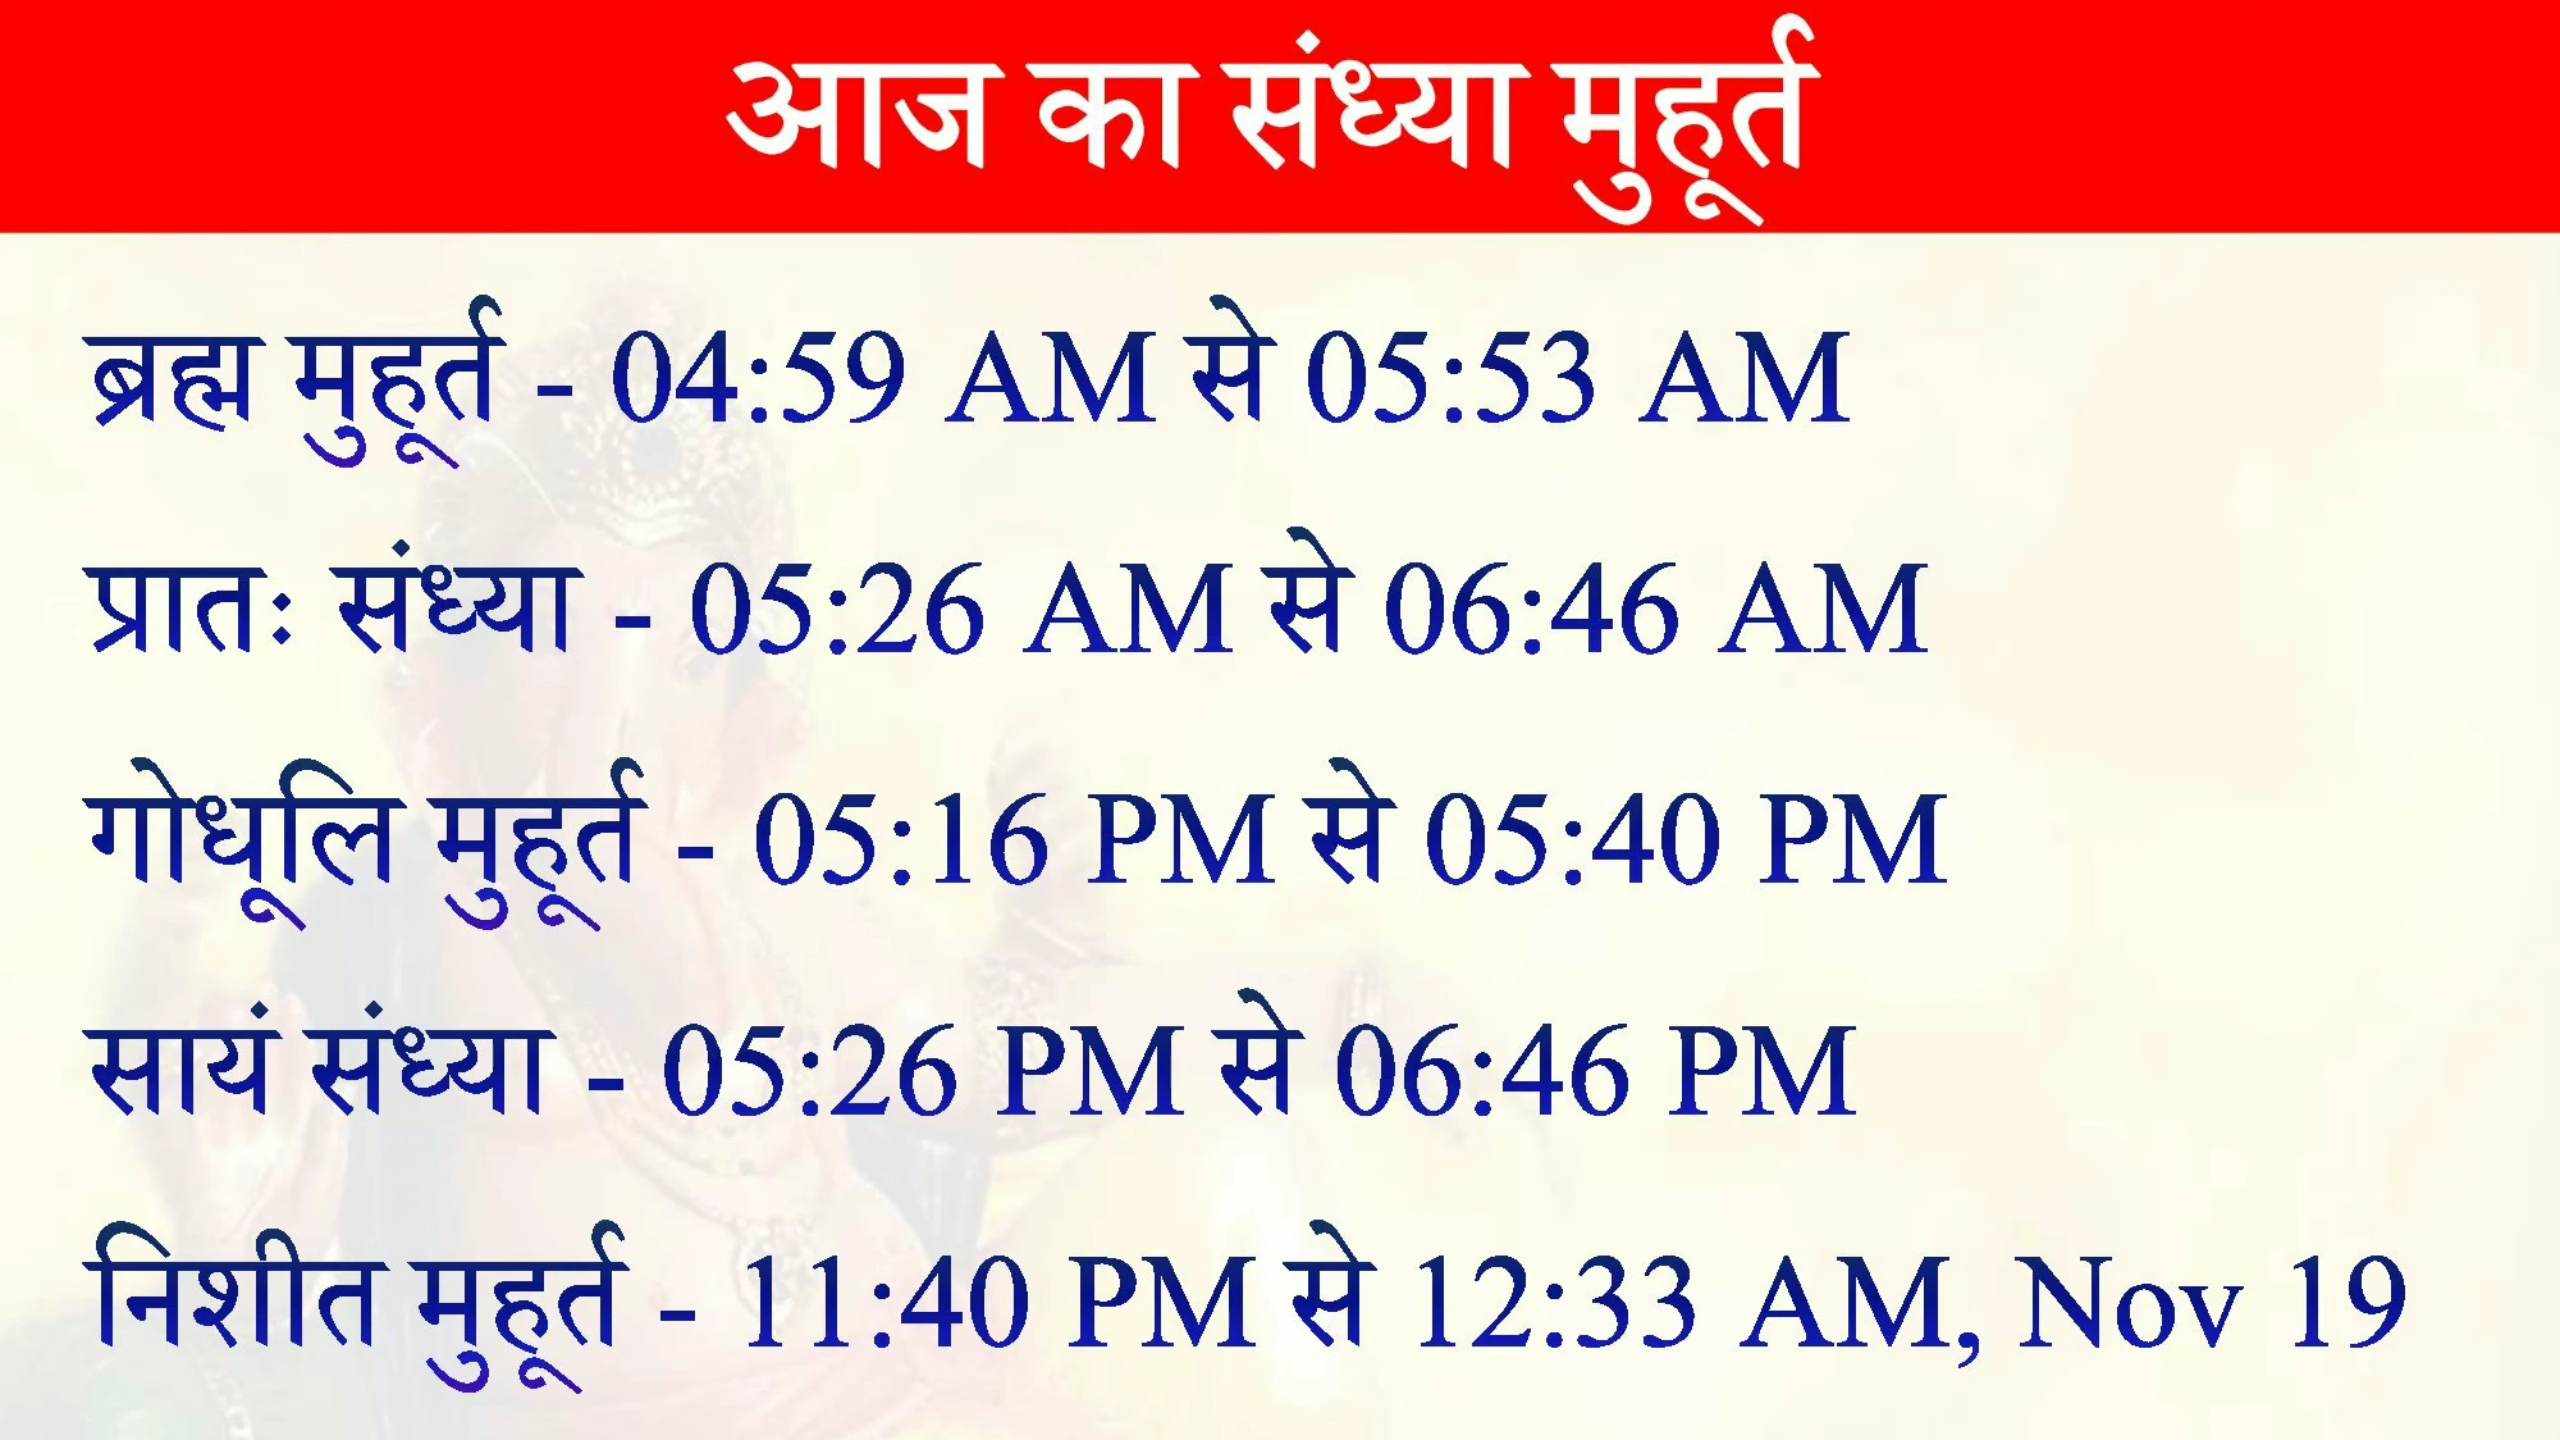 आज का संध्या मुहूर्त
ब्रह्म मुहूर्त - 04:59 AM से 05:53 AM
प्रातः संध्या - 05:26 AM से 06:46 AM
गोधूलि मुहूर्त - 05:16 PM से 05:40 PM
सायं संध्या - 05:26 PM से 06:46 PM
निशीत मुहूर्त - 11:40 PM से 12:33 AM, Nov 19